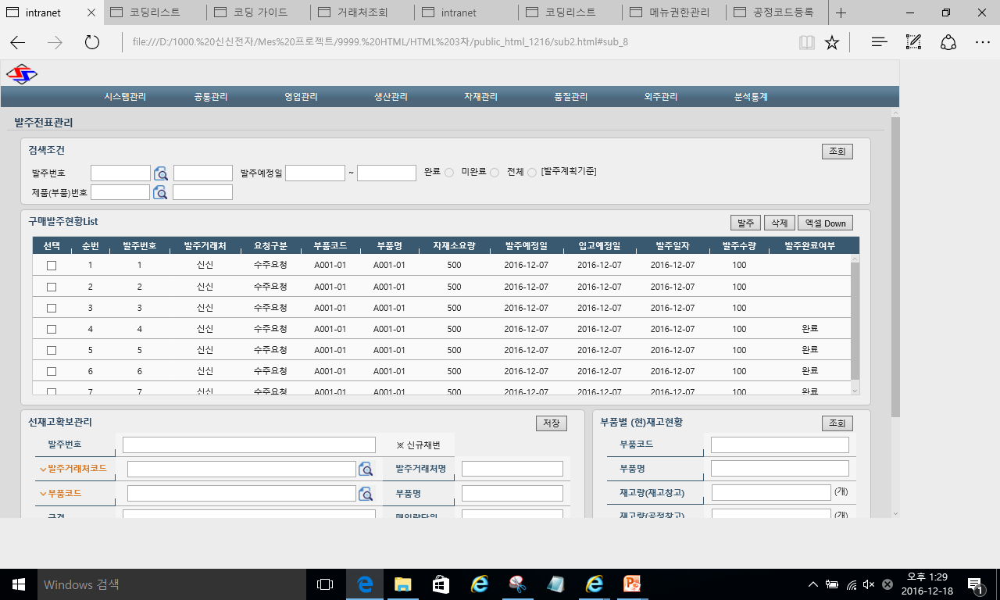 intranet 코딩리스트 코딩 가이드 거래처조회 intranet 코딩리스트 메뉴권한관리 공정코드등록
file:///D:/1000.%20신신전자/Mes%20프로젝트/9999.%20HTML/HTML%203차/public_html_1216/sub2.html#sub_8
시스템관리 공통관리 영업관리 생산관리 자재관리 품질관리 외주관리 분석통계
발주전표관리
검색조건 조회
발주번호 발주예정일 ~ 완료 미완료 전체 [발주계획기준]
제품(부품)번호
구매발주현황List 발주 삭제 엑셀 Down
선택 순번 발주번호 발주거래처 요청구분 부품코드 부품명 자재소요량 발주예정일 입고예정일 발주일자 발주수량 발주완료여부
1 1 신신 수주요청 A001-01 A001-01 500 2016-12-07 2016-12-07 2016-12-07 100
2 2 신신 수주요청 A001-01 A001-01 500 2016-12-07 2016-12-07 2016-12-07 100
3 3 신신 수주요청 A001-01 A001-01 500 2016-12-07 2016-12-07 2016-12-07 100
4 4 신신 수주요청 A001-01 A001-01 500 2016-12-07 2016-12-07 2016-12-07 100 완료
5 5 신신 수주요청 A001-01 A001-01 500 2016-12-07 2016-12-07 2016-12-07 100 완료
6 6 신신 수주요청 A001-01 A001-01 500 2016-12-07 2016-12-07 2016-12-07 100 완료
7 7 신신 수주요청 A001-01 A001-01 500 2016-12-07 2016-12-07 2016-12-07 100 완료
선재고확보관리 저장
발주번호 ※ 신규재번
발주거래처코드 발주거래처명
부품코드 부품명
규격 매입량단위
부품별 (현)재고현황 조회
부품코드
부품명
재고량(재고창고) (개)
재고량(공정창고) (개)
Windows 검색
오후 1:29
2016-12-18
1